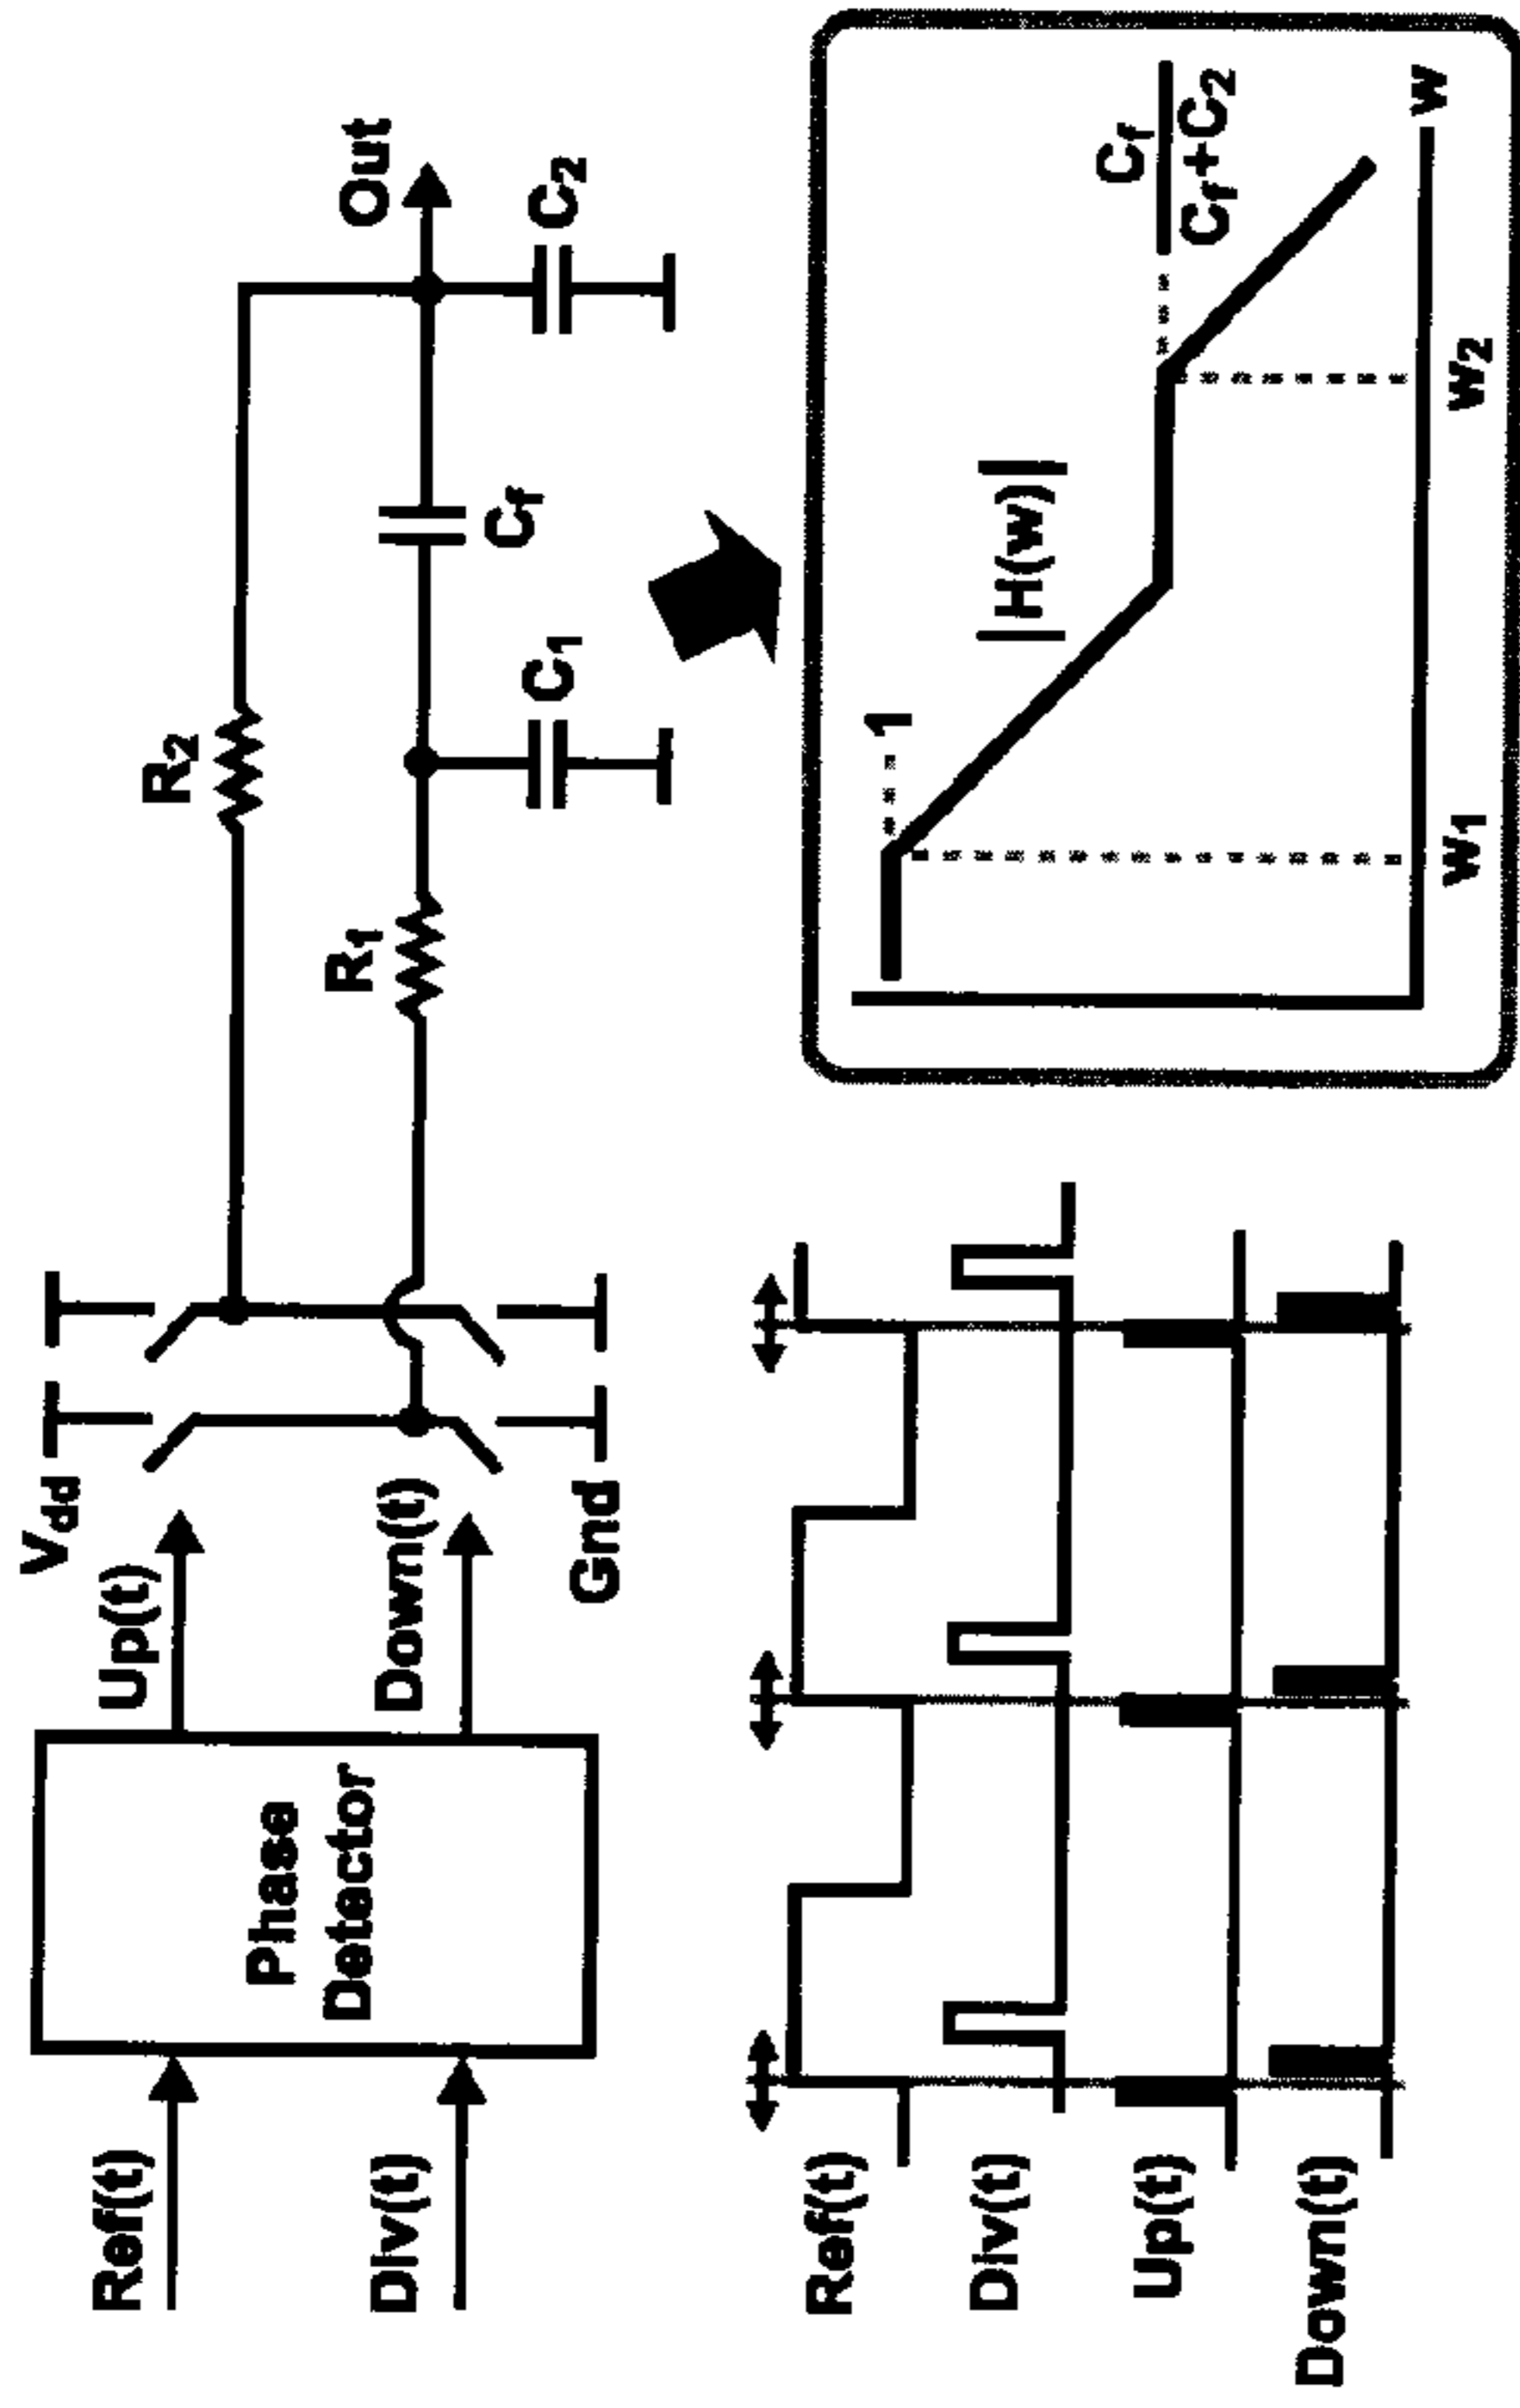 Vdd
Up(t)
Ref(t)
Phase
Detector
Div(t)
Down(t)
Gnd
R2
R1
C1
Cf
C2
Out
Ref(t)
Div(t)
Up(t)
Down(t)
1
|H(w)|
Cf
Cf+C2
w1
w2
w